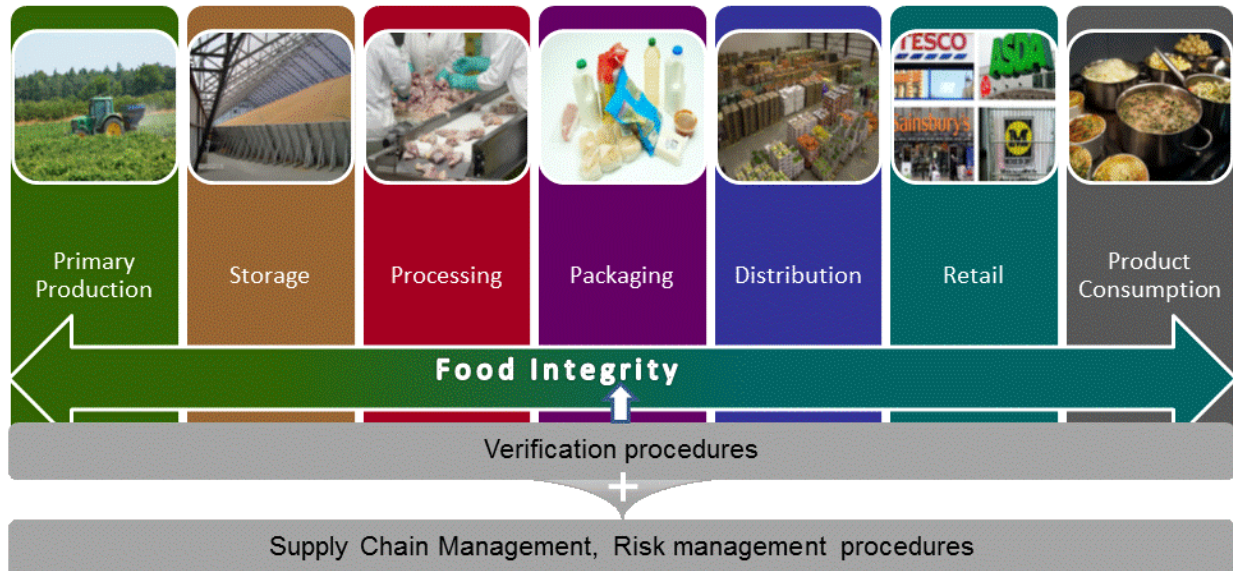 TESCO
ASDA
Sainsbury's
M
Primary
Production
Storage
Processing
Packaging
Distribution
Retail
Product
Consumption
Food Integrity
Verification procedures
+
Supply Chain Management, Risk management procedures